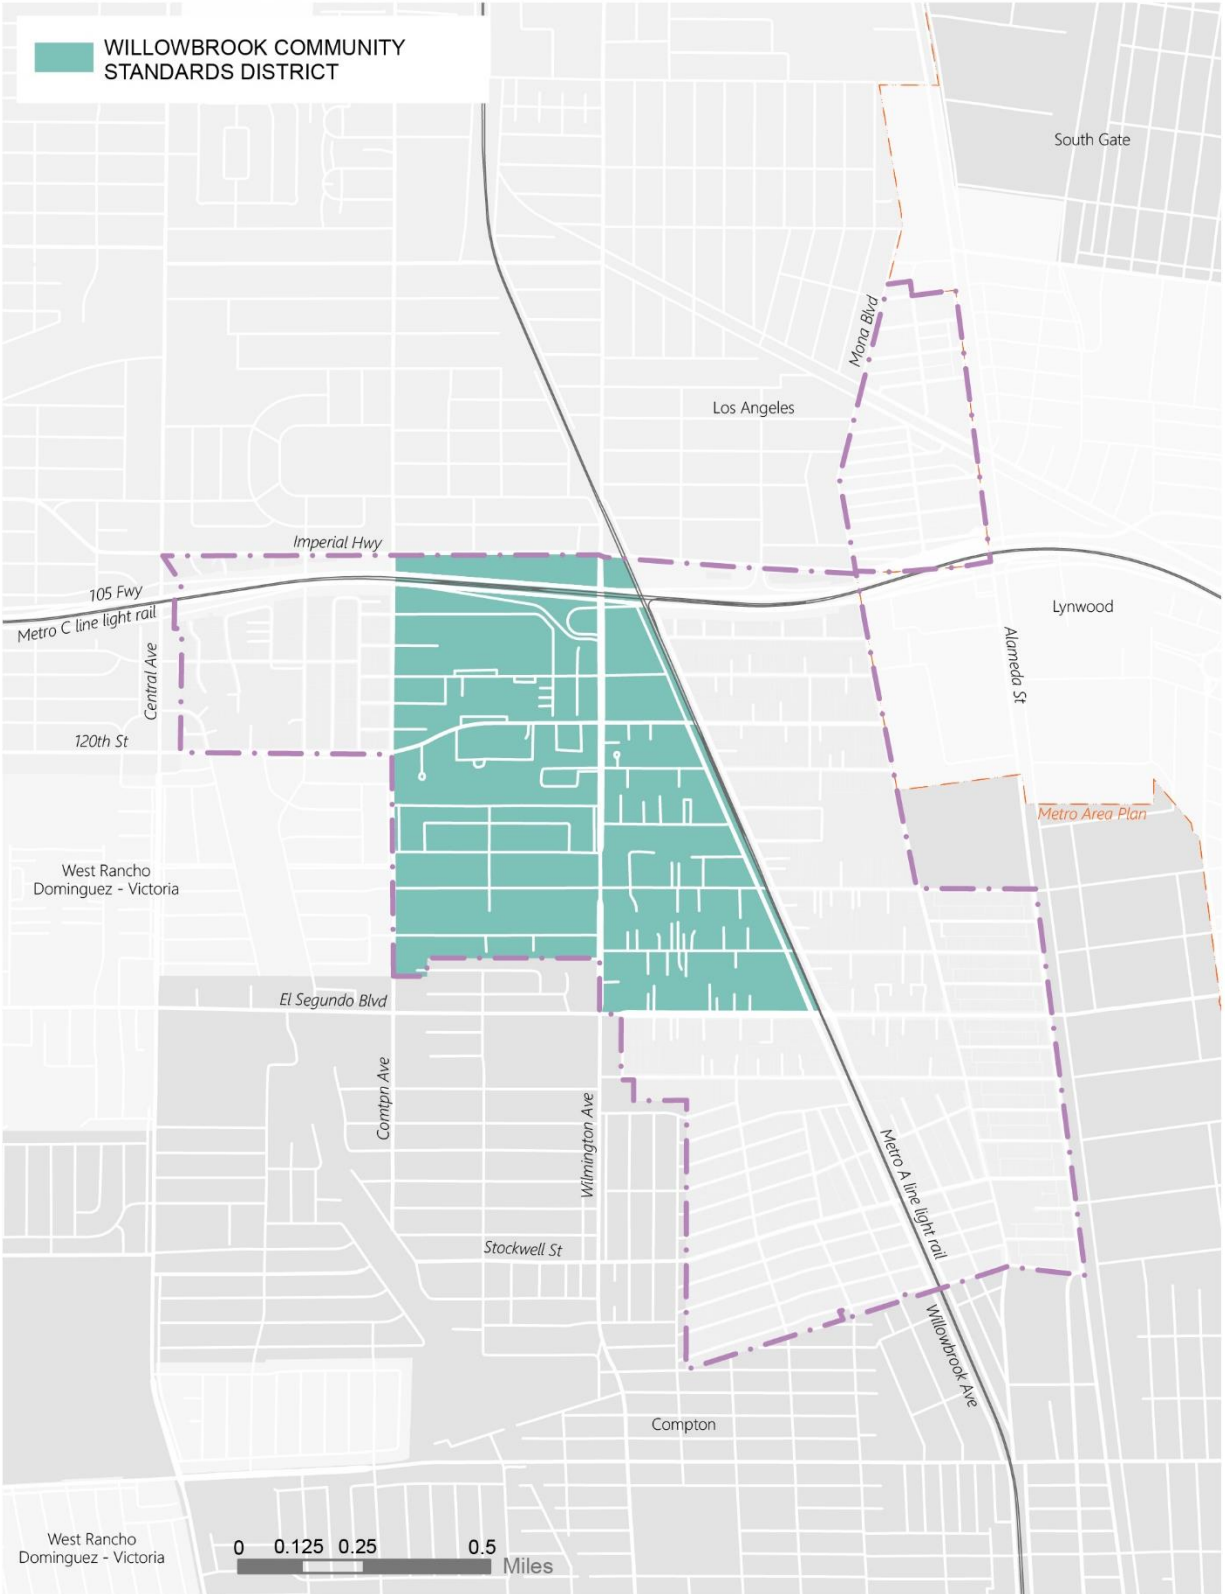 WILLOWBROOK COMMUNITY
STANDARDS DISTRICT
South Gate
Mona Blvd
Los Angeles
Imperial Hwy
105 Fwy
Metro C line light rail
Lynwood
Central Ave
Alameda St
120th St
Metro Area Plan
West Rancho
Dominguez - Victoria
El Segundo Blvd
Comtpn Ave
Wilmington Ave
Metro A line light rail
Stockwell St
Willowbrook Ave
Compton
West Rancho
Dominguez - Victoria
0 0.125 0.25 0.5
Miles